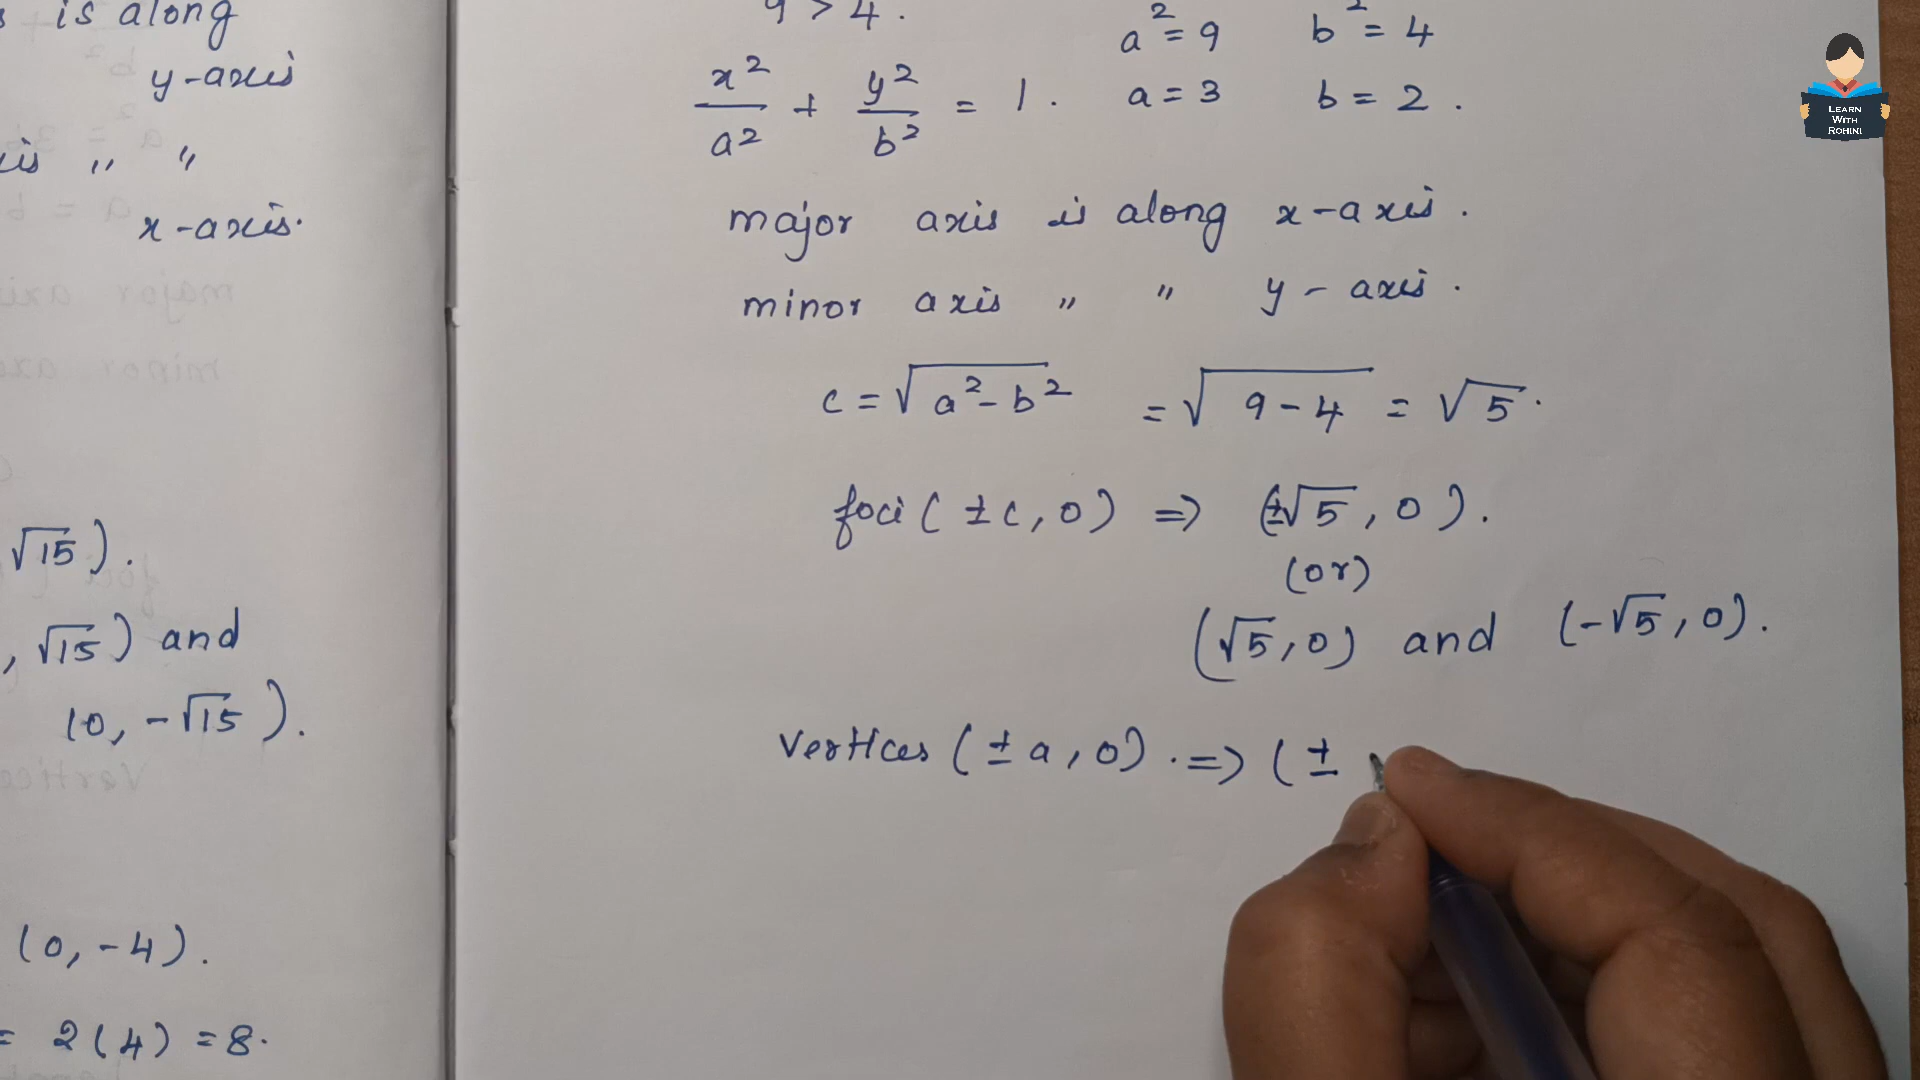 is along
y-axis
" "
x-axis.
√15).
, √15) and
(0, -√15).
(0, -4).
= 2(4) = 8.
9 > 4.
a² = 9 b² = 4
x²/a² + y²/b² = 1. a = 3 b = 2.
major axis is along x-axis.
minor axis " " y-axis.
c = √a²-b² = √9-4 = √5.
foci (±c, 0) => (±√5, 0).
(or)
(√5, 0) and (-√5, 0).
Vertices (±a, 0). => (±
LEARN
WITH
ROHINI